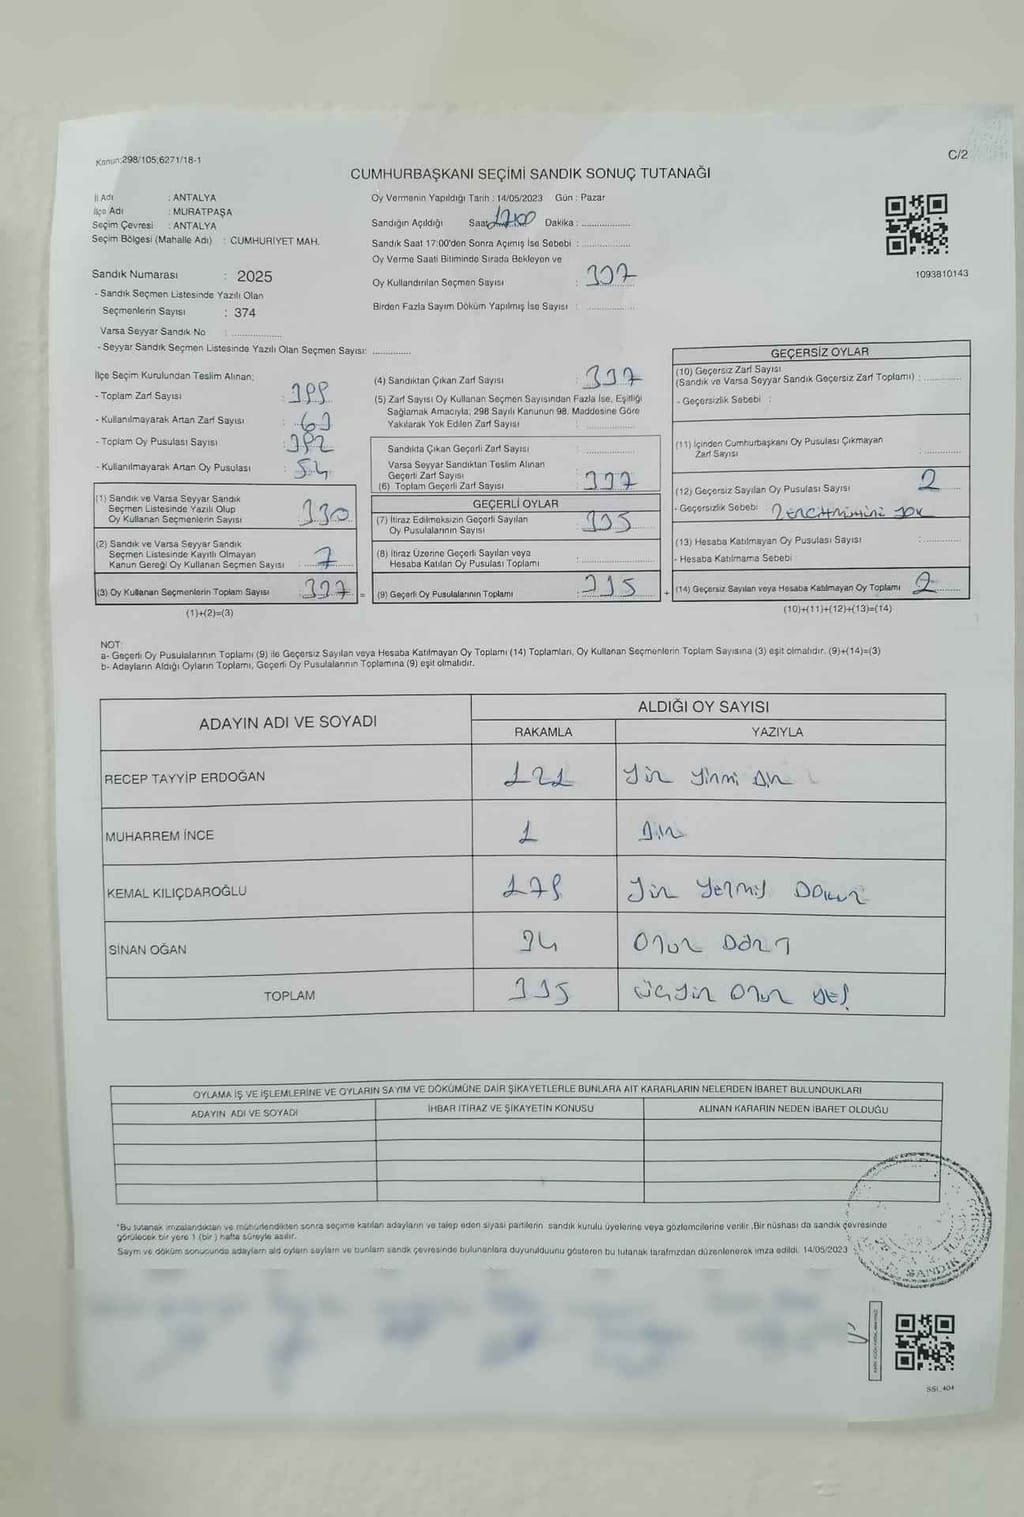 Kanun:298/105;6271/18-1
C/2
CUMHURBAŞKANI SEÇİMİ SANDIK SONUÇ TUTANAĞI
İl Adı : ANTALYA
İlçe Adı : MURATPAŞA
Seçim Çevresi : ANTALYA
Seçim Bölgesi (Mahalle Adı) : CUMHURİYET MAH.
Sandık Numarası : 2025
- Sandık Seçmen Listesinde Yazılı Olan
Seçmenlerin Sayısı : 374
Varsa Seyyar Sandık No : ..............
- Seyyar Sandık Seçmen Listesinde Yazılı Olan Seçmen Sayısı: ............
Oy Vermenin Yapıldığı Tarih : 14/05/2023 Gün : Pazar
Sandığın Açıldığı Saat 17:00 Dakika : ..............
Sandık Saat 17:00'den Sonra Açımış İse Sebebi : ..............
Oy Verme Saati Bitiminde Sırada Bekleyen ve
Oy Kullandırılan Seçmen Sayısı : 337
Birden Fazla Sayım Döküm Yapılmış İse Sayısı : ..............
1093810143
İlçe Seçim Kurulundan Teslim Alınan;
- Toplam Zarf Sayısı :
- Kullanılmayarak Artan Zarf Sayısı : 63
- Toplam Oy Pusulası Sayısı :
- Kullanılmayarak Artan Oy Pusulası : 54
(1) Sandık ve Varsa Seyyar Sandık
Seçmen Listesinde Yazılı Olup
Oy Kullanan Seçmenlerin Sayısı : 330
(2) Sandık ve Varsa Seyyar Sandık
Seçmen Listesinde Kayıtlı Olmayan
Kanun Gereği Oy Kullanan Seçmen Sayısı : 7
(3) Oy Kullanan Seçmenlerin Toplam Sayısı : 337
(1)+(2)=(3)
(4) Sandıktan Çıkan Zarf Sayısı : 337
(5) Zarf Sayısı Oy Kullanan Seçmen Sayısından Fazla İse, Eşitliği
Sağlamak Amacıyla; 298 Sayılı Kanunun 98. Maddesine Göre
Yakılarak Yok Edilen Zarf Sayısı : ..............
Sandıkta Çıkan Geçerli Zarf Sayısı : ..............
Varsa Seyyar Sandıktan Teslim Alınan
Geçerli Zarf Sayısı : ..............
(6) Toplam Geçerli Zarf Sayısı : 337
GEÇERLİ OYLAR
(7) İtiraz Edilmeksizin Geçerli Sayılan
Oy Pusulalarının Sayısı : 335
(8) İtiraz Üzerine Geçerli Sayılan veya
Hesaba Katılan Oy Pusulası Toplamı : ..............
= (9) Geçerli Oy Pusulalarının Toplamı : 335
GEÇERSİZ OYLAR
(10) Geçersiz Zarf Sayısı
(Sandık ve Varsa Seyyar Sandık Geçersiz Zarf Toplamı) : ............
- Geçersizlik Sebebi :
(11) İçinden Cumhurbaşkanı Oy Pusulası Çıkmayan
Zarf Sayısı : ............
(12) Geçersiz Sayılan Oy Pusulası Sayısı : 2
- Geçersizlik Sebebi
(13) Hesaba Katılmayan Oy Pusulası Sayısı : ............
- Hesaba Katılmama Sebebi :
+ (14) Geçersiz Sayılan veya Hesaba Katılmayan Oy Toplamı : 2
(10)+(11)+(12)+(13)=(14)
NOT:
a- Geçerli Oy Pusulalarının Toplamı (9) ile Geçersiz Sayılan veya Hesaba Katılmayan Oy Toplamı (14) Toplamları, Oy Kullanan Seçmenlerin Toplam Sayısına (3) eşit olmalıdır. (9)+(14)=(3)
b- Adayların Aldığı Oyların Toplamı, Geçerli Oy Pusulalarının Toplamına (9) eşit olmalıdır.
ADAYIN ADI VE SOYADI
ALDIĞI OY SAYISI
RAKAMLA YAZIYLA
RECEP TAYYİP ERDOĞAN 121 Yüz Yirmi Bir
MUHARREM İNCE 1 Bir
KEMAL KILIÇDAROĞLU 179 Yüz Yetmiş Dokuz
SİNAN OĞAN 34 Otuz Dört
TOPLAM 335 Üçyüz Otuz Beş
OYLAMA İŞ VE İŞLEMLERİNE VE OYLARIN SAYIM VE DÖKÜMÜNE DAİR ŞİKAYETLERLE BUNLARA AİT KARARLARIN NELERDEN İBARET BULUNDUKLARI
ADAYIN ADI VE SOYADI İHBAR İTİRAZ VE ŞİKAYETİN KONUSU ALINAN KARARIN NEDEN İBARET OLDUĞU
*Bu tutanak imzalandıktan ve mühürlendikten sonra seçime katılan adayların ve talep eden siyasi partilerin sandık kurulu üyelerine veya gözlemcilerine verilir .Bir nüshası da sandık çevresinde
görülecek bir yere 1 (bir ) hafta süreyle asılır.
Sayım ve döküm sonucunda adayların ald oyların sayıların ve bunların sandk çevresinde bulunanlara duyurulduunu gösteren bu tutanak tarafmzdan düzenlenerek imza edildi. 14/05/2023
SANDIK
SSI_404